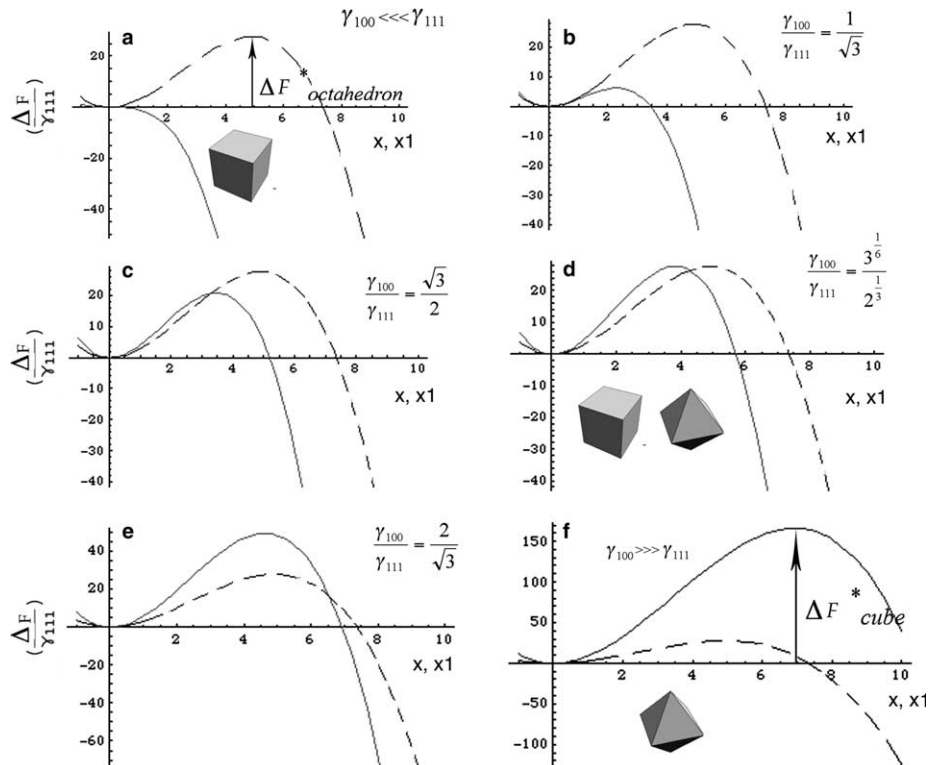 a
γ100 <<< γ111
ΔF* octahedron
(ΔF/γ111)
20
-20
-40
2 4 6 8 10
x, x1
b
γ100/γ111 = 1/√3
20
10
-10
-20
-30
-40
2 4 6 8 10
x, x1
c
γ100/γ111 = √3/2
(ΔF/γ111)
20
10
-10
-20
-30
-40
2 4 6 8 10
x, x1
d
γ100/γ111 = 3^(1/6)/2^(1/3)
20
10
-10
-20
-30
-40
2 4 6 8 10
x, x1
e
γ100/γ111 = 2/√3
(ΔF/γ111)
40
20
-20
-40
-60
2 4 6 8 10
x, x1
f
γ100 >>> γ111
ΔF* cube
150
100
50
-50
-100
2 4 6 8 10
x, x1